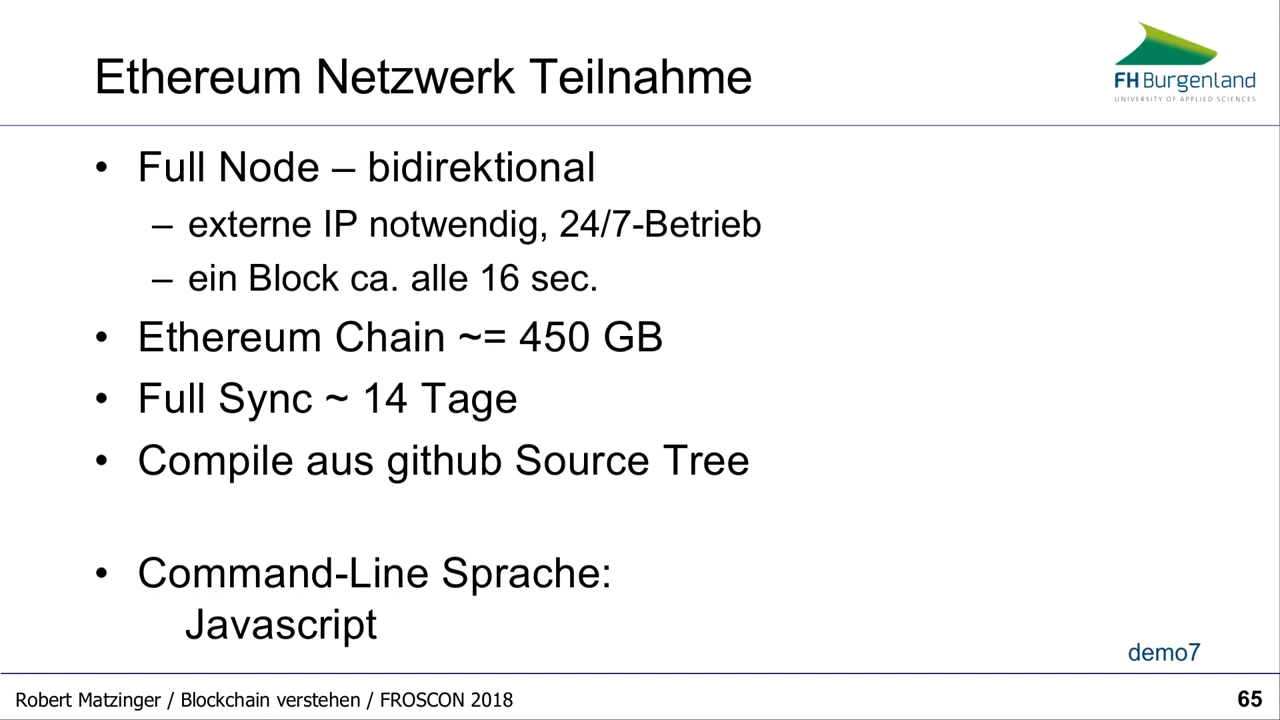 Ethereum Netzwerk Teilnahme
FH Burgenland
UNIVERSITY OF APPLIED SCIENCES
• Full Node – bidirektional
– externe IP notwendig, 24/7-Betrieb
– ein Block ca. alle 16 sec.
• Ethereum Chain ~= 450 GB
• Full Sync ~ 14 Tage
• Compile aus github Source Tree
• Command-Line Sprache:
Javascript
demo7
Robert Matzinger / Blockchain verstehen / FROSCON 2018
65